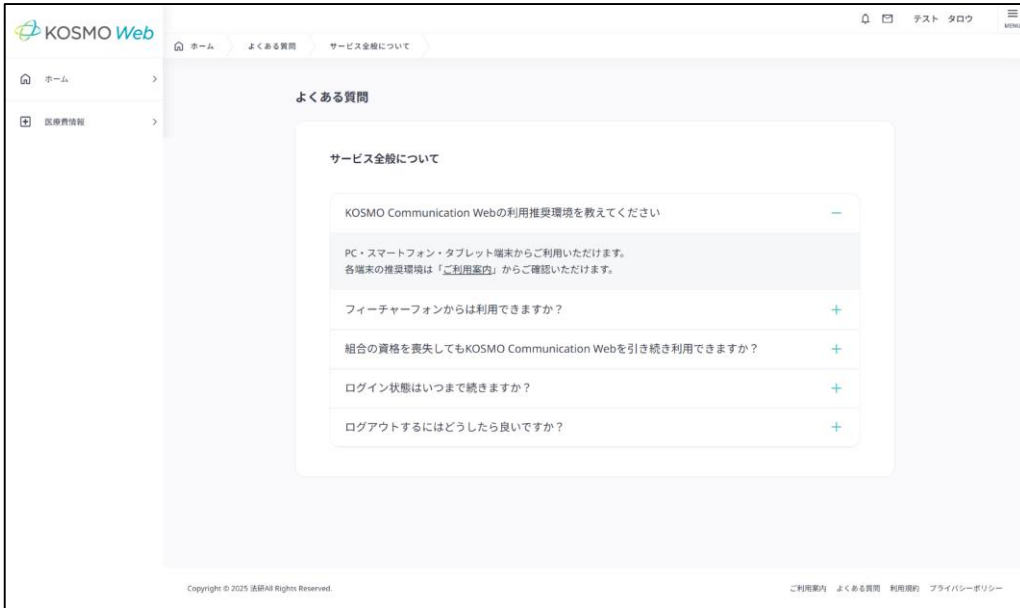 KOSMO Web
テスト タロウ
MENU
ホーム
よくある質問
サービス全般について
ホーム
医療費情報
よくある質問
サービス全般について
KOSMO Communication Webの利用推奨環境を教えてください
PC・スマートフォン・タブレット端末からご利用いただけます。
各端末の推奨環境は「ご利用案内」からご確認いただけます。
フィーチャーフォンからは利用できますか？
組合の資格を喪失してもKOSMO Communication Webを引き続き利用できますか？
ログイン状態はいつまで続きますか？
ログアウトするにはどうしたら良いですか？
Copyright © 2025 法研All Rights Reserved.
ご利用案内 よくある質問 利用規約 プライバシーポリシー